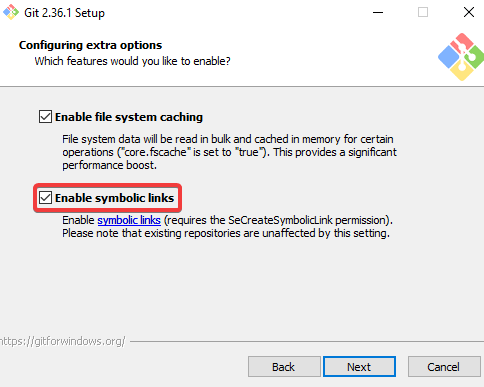 Git 2.36.1 Setup
Configuring extra options
Which features would you like to enable?
Enable file system caching
File system data will be read in bulk and cached in memory for certain
operations ("core.fscache" is set to "true"). This provides a significant
performance boost.
Enable symbolic links
Enable symbolic links (requires the SeCreateSymbolicLink permission).
Please note that existing repositories are unaffected by this setting.
https://gitforwindows.org/
Back
Next
Cancel